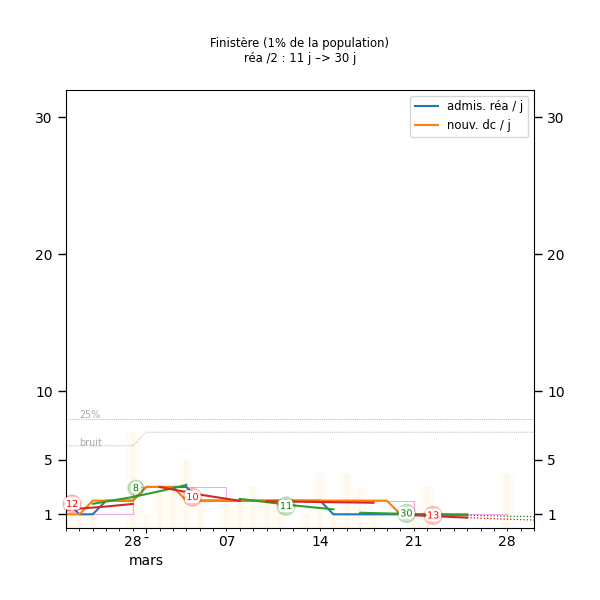 Finistère (1% de la population)
réa /2 : 11 j –> 30 j
admis. réa / j
nouv. dc / j
30 30
20 20
10 10
25%
bruit
5 5
12 8 10 11 30 13
1 1
28 07 14 21 28
mars